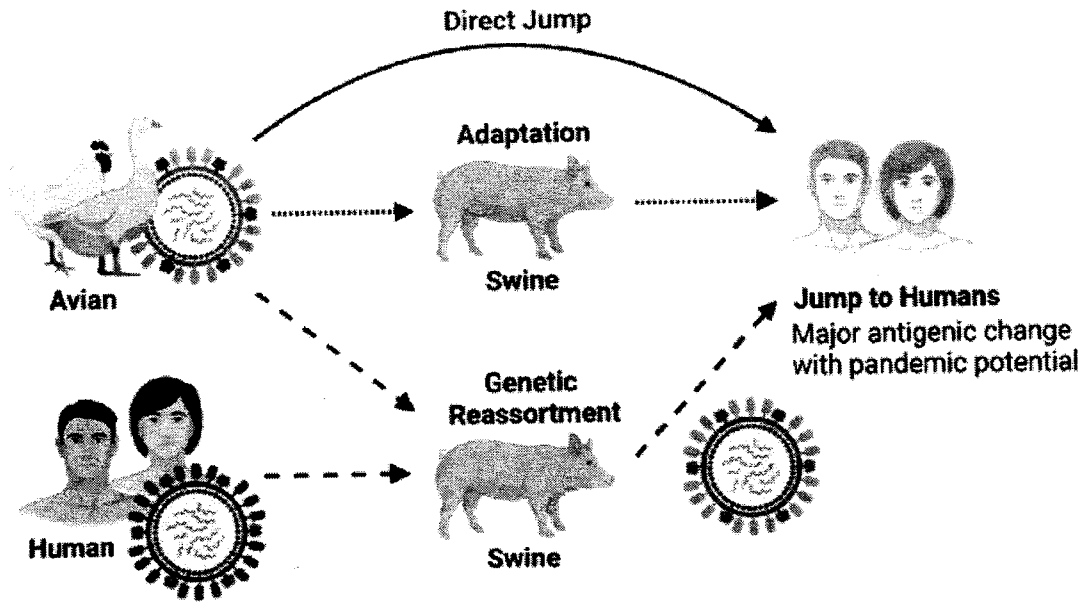 Direct Jump
Adaptation
Swine
Avian
Jump to Humans
Major antigenic change
with pandemic potential
Genetic
Reassortment
Swine
Human